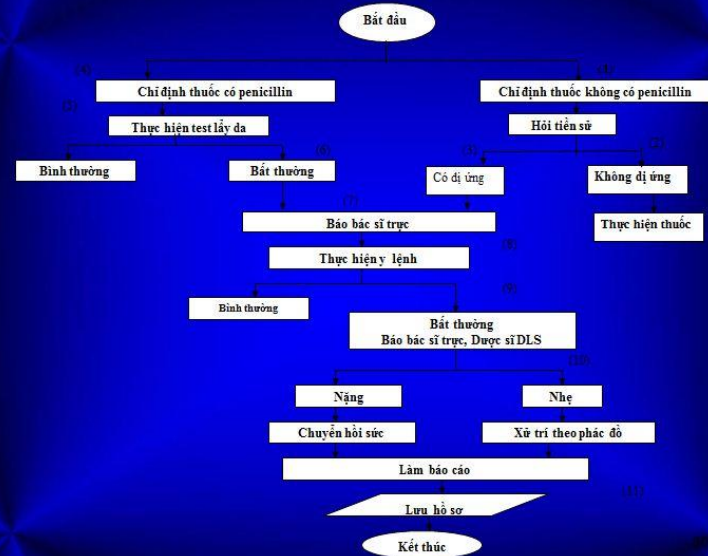 Bắt đầu
(4)
(1)
Chỉ định thuốc có penicillin
Chỉ định thuốc không có penicillin
(5)
Thực hiện test lẩy da
Hỏi tiền sử
(6)
(3)
(2)
Bình thường
Bất thường
Có dị ứng
Không dị ứng
(7)
Báo bác sĩ trực
Thực hiện thuốc
(8)
Thực hiện y lệnh
(9)
Bình thường
Bất thường
Báo bác sĩ trực, Dược sĩ DLS
(10)
Nặng
Nhẹ
Chuyển hồi sức
Xử trí theo phác đồ
Làm báo cáo
(11)
Lưu hồ sơ
Kết thúc